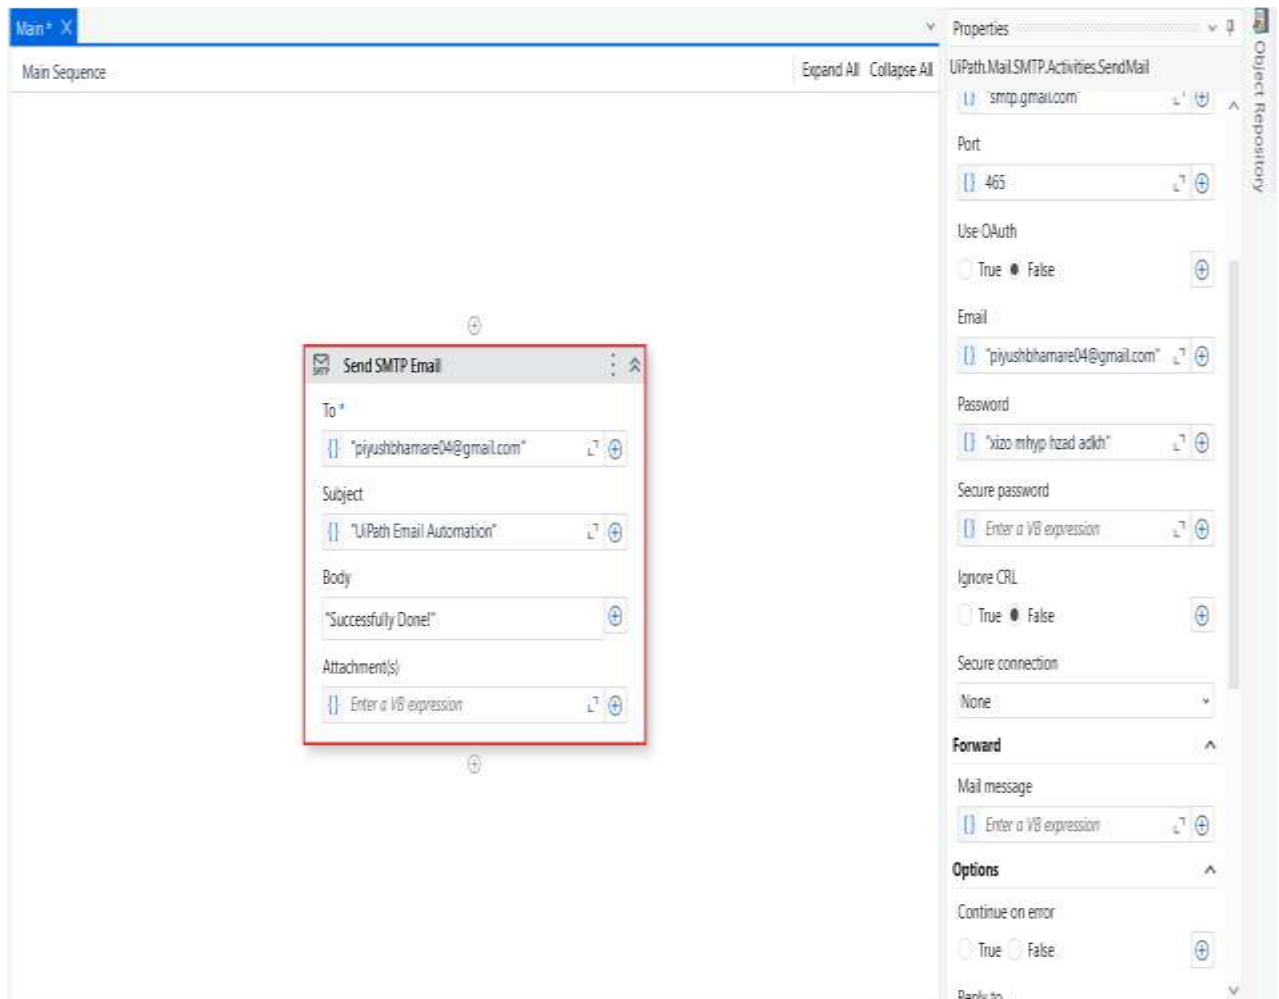 Main* X
Main Sequence
Expand All Collapse All
Send SMTP Email
SMTP
To *
"piyushbhamare04@gmail.com"
Subject
"UiPath Email Automation"
Body
"Successfully Done!"
Attachment(s)
Enter a VB expression
Properties
UiPath.Mail.SMTP.Activities.SendMail
"smtp.gmail.com"
Port
465
Use OAuth
True False
Email
"piyushbhamare04@gmail.com"
Password
"xizo mhyp hzad adkh"
Secure password
Enter a VB expression
Ignore CRL
True False
Secure connection
None
Forward
Mail message
Enter a VB expression
Options
Continue on error
True False
Reply to
Object Repository